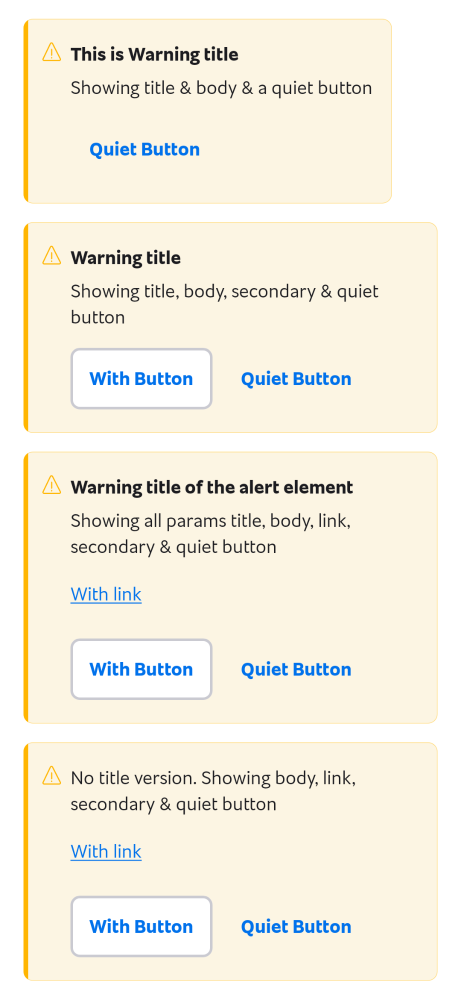 This is Warning title
Showing title & body & a quiet button
Quiet Button
Warning title
Showing title, body, secondary & quiet
button
With Button
Quiet Button
Warning title of the alert element
Showing all params title, body, link,
secondary & quiet button
With link
With Button
Quiet Button
No title version. Showing body, link,
secondary & quiet button
With link
With Button
Quiet Button